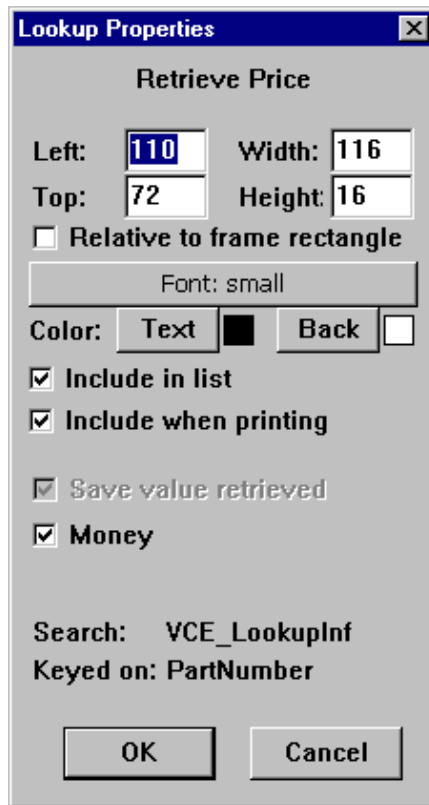 Lookup Properties
Retrieve Price
Left: 110 Width: 116
Top: 72 Height: 16
Relative to frame rectangle
Font: small
Color: Text Back
Include in list
Include when printing
Save value retrieved
Money
Search: VCE_LookupInf
Keyed on: PartNumber
OK Cancel